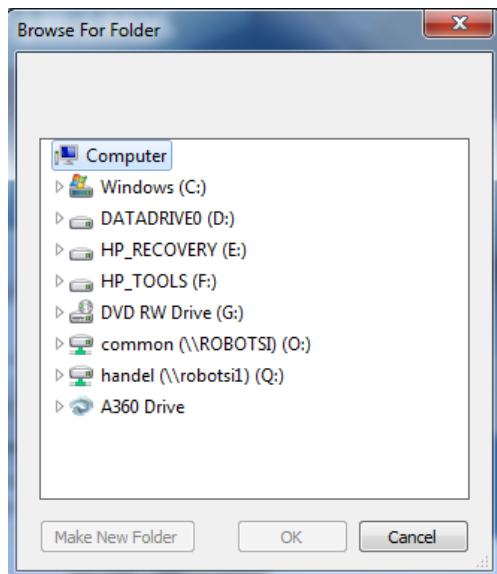 Browse For Folder
Computer
Windows (C:)
DATADRIVE0 (D:)
HP_RECOVERY (E:)
HP_TOOLS (F:)
DVD RW Drive (G:)
common (\\ROBOTSI) (O:)
handel (\\robotsi1) (Q:)
A360 Drive
Make New Folder OK Cancel